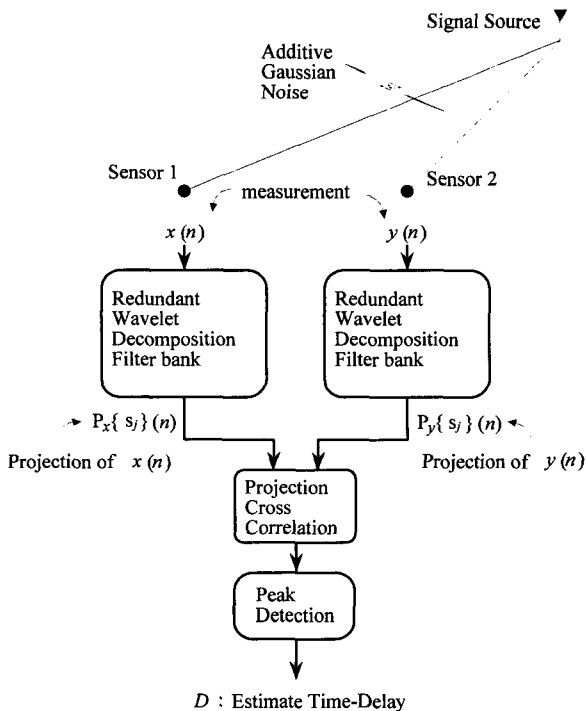 Signal Source
Additive
Gaussian
Noise
Sensor 1
Sensor 2
measurement
x(n)
y(n)
Redundant
Wavelet
Decomposition
Filter bank
Redundant
Wavelet
Decomposition
Filter bank
Px{ sj}(n)
Py{ sj}(n)
Projection of x(n)
Projection of y(n)
Projection
Cross
Correlation
Peak
Detection
D : Estimate Time-Delay